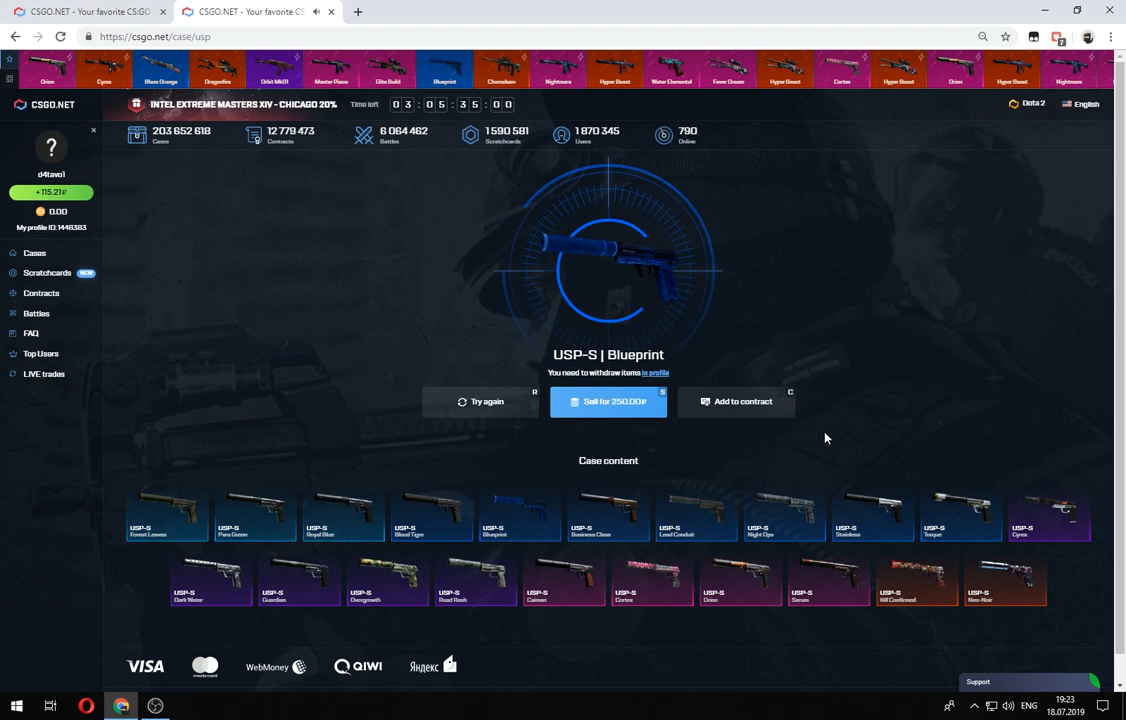 CSGO.NET - Your favorite CS:GO
CSGO.NET - Your favorite CS
https://csgo.net/case/usp
7
Orion
Cyrex
Blaze Orange
Dragonfire
Orbit Mk01
Master Piece
Elite Build
Blueprint
Chameleon
Nightmare
Hyper Beast
Water Elemental
Fever Dream
Hyper Beast
Cortex
Hyper Beast
Orion
Hyper Beast
Nightmare
CSGO.NET
INTEL EXTREME MASTERS XIV - CHICAGO 20%
Time left
03:05:35:00
Dota 2
English
203 652 618
Cases
12 779 473
Contracts
6 064 462
Battles
1 590 581
Scratchcards
1 870 345
Users
790
Online
?
d4tavo1
+115.21₽
0.00
My profile ID: 1448383
Cases
Scratchcards NEW
Contracts
Battles
FAQ
Top Users
LIVE trades
USP-S | Blueprint
You need to withdraw items in profile
Try again
R
Sell for 250.00₽
S
Add to contract
C
Case content
USP-S
Forest Leaves
USP-S
Para Green
USP-S
Royal Blue
USP-S
Blood Tiger
USP-S
Blueprint
USP-S
Business Class
USP-S
Lead Conduit
USP-S
Night Ops
USP-S
Stainless
USP-S
Torque
USP-S
Cyrex
USP-S
Dark Water
USP-S
Guardian
USP-S
Overgrowth
USP-S
Road Rash
USP-S
Caiman
USP-S
Cortex
USP-S
Orion
USP-S
Serum
USP-S
Kill Confirmed
USP-S
Neo-Noir
VISA
mastercard
WebMoney
QIWI
Яндекс
Support
ENG
19:23
18.07.2019